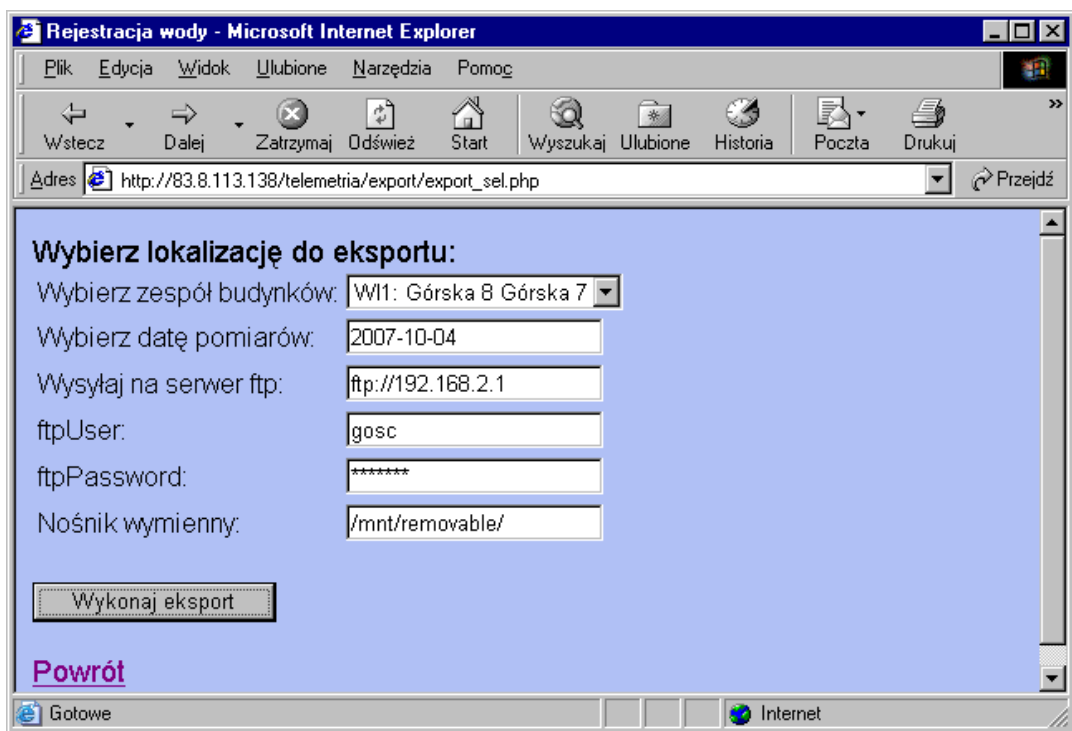 Rejestracja wody - Microsoft Internet Explorer
Plik Edycja Widok Ulubione Narzędzia Pomoc
Wstecz Dalej Zatrzymaj Odśwież Start Wyszukaj Ulubione Historia Poczta Drukuj »
Adres http://83.8.113.138/telemetria/export/export_sel.php Przejdź
Wybierz lokalizację do eksportu:
Wybierz zespół budynków: WI1: Górska 8 Górska 7
Wybierz datę pomiarów: 2007-10-04
Wysyłaj na serwer ftp: ftp://192.168.2.1
ftpUser: gosc
ftpPassword: *******
Nośnik wymienny: /mnt/removable/
Wykonaj eksport
Powrót
Gotowe Internet